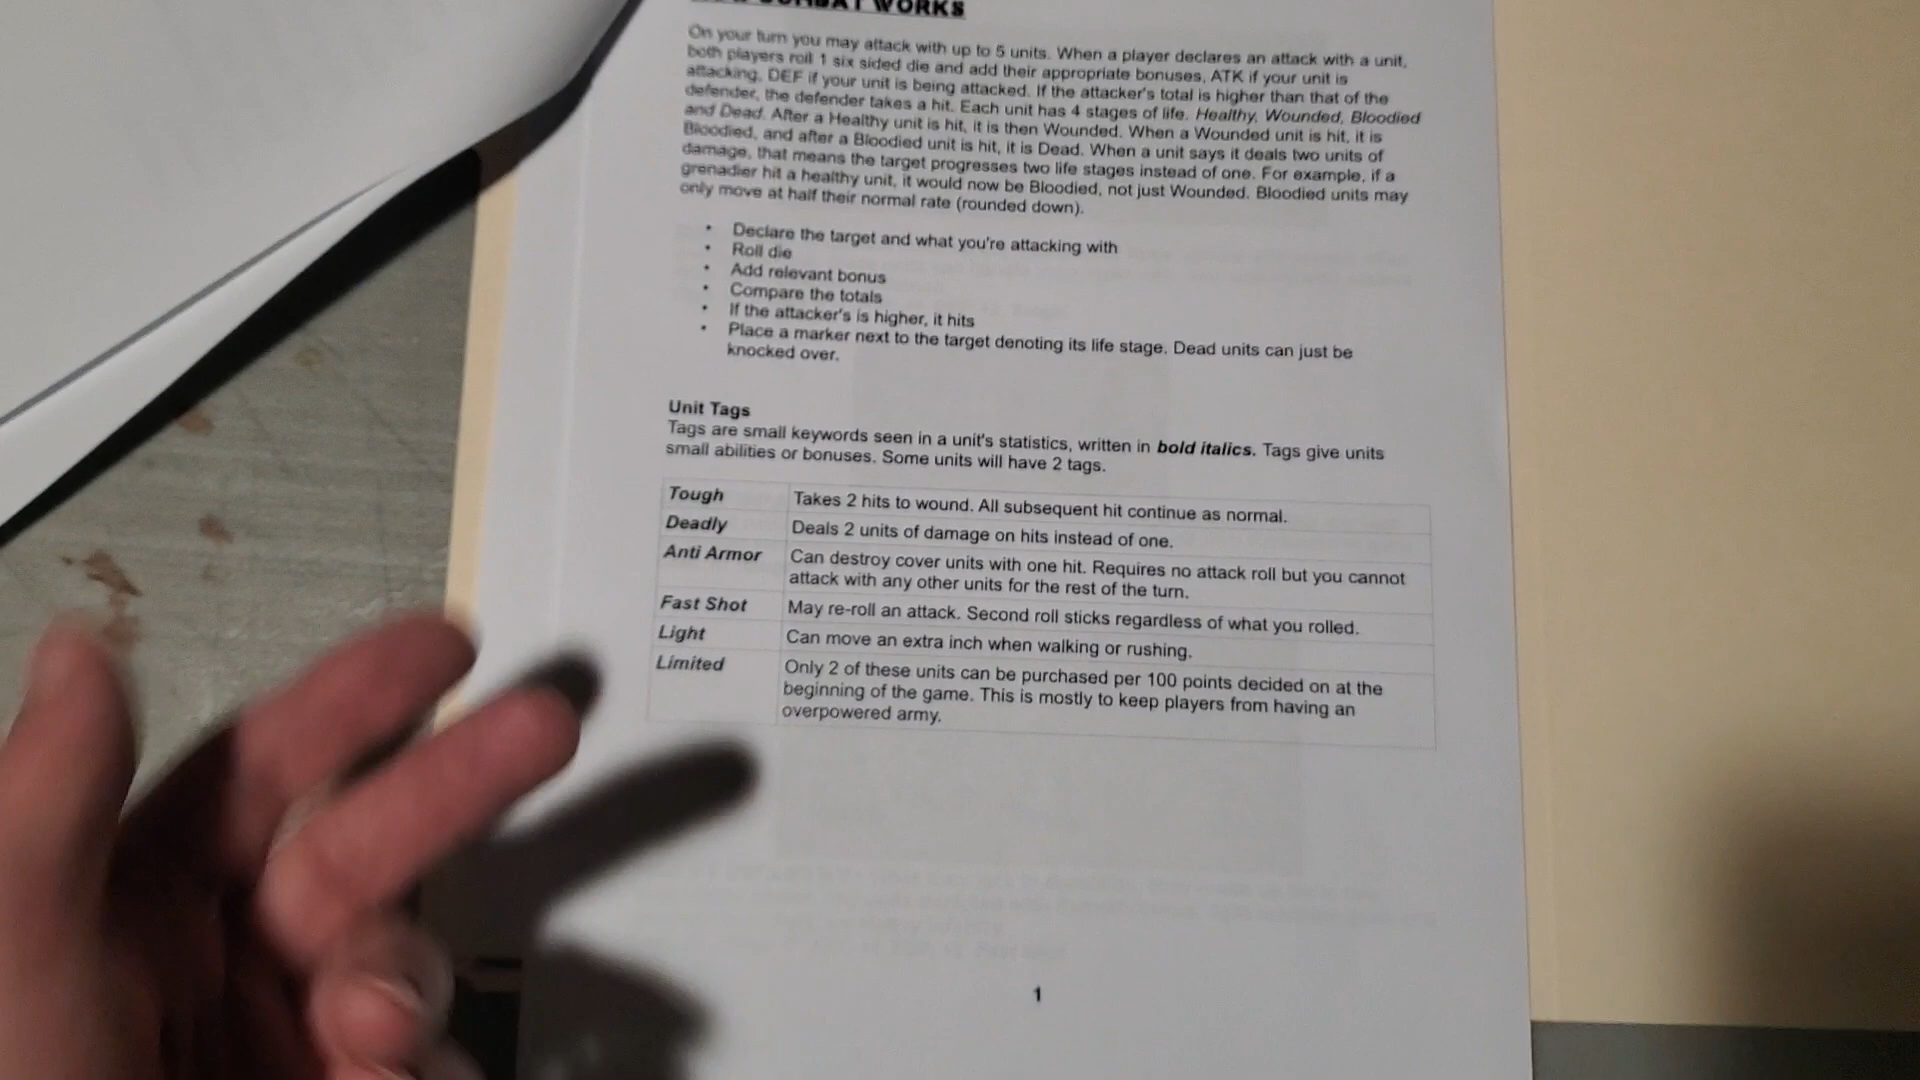 COMBAT WORKS
On your turn you may attack with up to 5 units. When a player declares an attack with a unit,
both players roll 1 six sided die and add their appropriate bonuses, ATK if your unit is
attacking, DEF if your unit is being attacked. If the attacker's total is higher than that of the
defender, the defender takes a hit. Each unit has 4 stages of life. Healthy, Wounded, Bloodied
and Dead. After a Healthy unit is hit, it is then Wounded. When a Wounded unit is hit, it is
Bloodied, and after a Bloodied unit is hit, it is Dead. When a unit says it deals two units of
damage, that means the target progresses two life stages instead of one. For example, if a
grenadier hit a healthy unit, it would now be Bloodied, not just Wounded. Bloodied units may
only move at half their normal rate (rounded down).
• Declare the target and what you're attacking with
• Roll die
• Add relevant bonus
• Compare the totals
• If the attacker's is higher, it hits
• Place a marker next to the target denoting its life stage. Dead units can just be
knocked over.
Unit Tags
Tags are small keywords seen in a unit's statistics, written in bold italics. Tags give units
small abilities or bonuses. Some units will have 2 tags.
Tough Takes 2 hits to wound. All subsequent hit continue as normal.
Deadly Deals 2 units of damage on hits instead of one.
Anti Armor Can destroy cover units with one hit. Requires no attack roll but you cannot
attack with any other units for the rest of the turn.
Fast Shot May re-roll an attack. Second roll sticks regardless of what you rolled.
Light Can move an extra inch when walking or rushing.
Limited Only 2 of these units can be purchased per 100 points decided on at the
beginning of the game. This is mostly to keep players from having an
overpowered army.
1